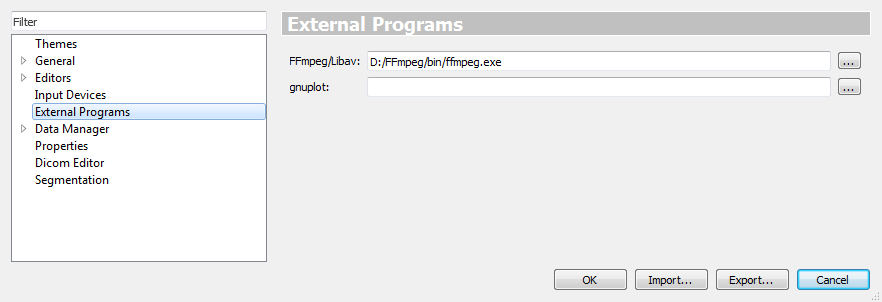 Filter
Themes
General
Editors
Input Devices
External Programs
Data Manager
Properties
Dicom Editor
Segmentation
External Programs
FFmpeg/Libav: D:/FFmpeg/bin/ffmpeg.exe ...
gnuplot: ...
OK Import... Export... Cancel